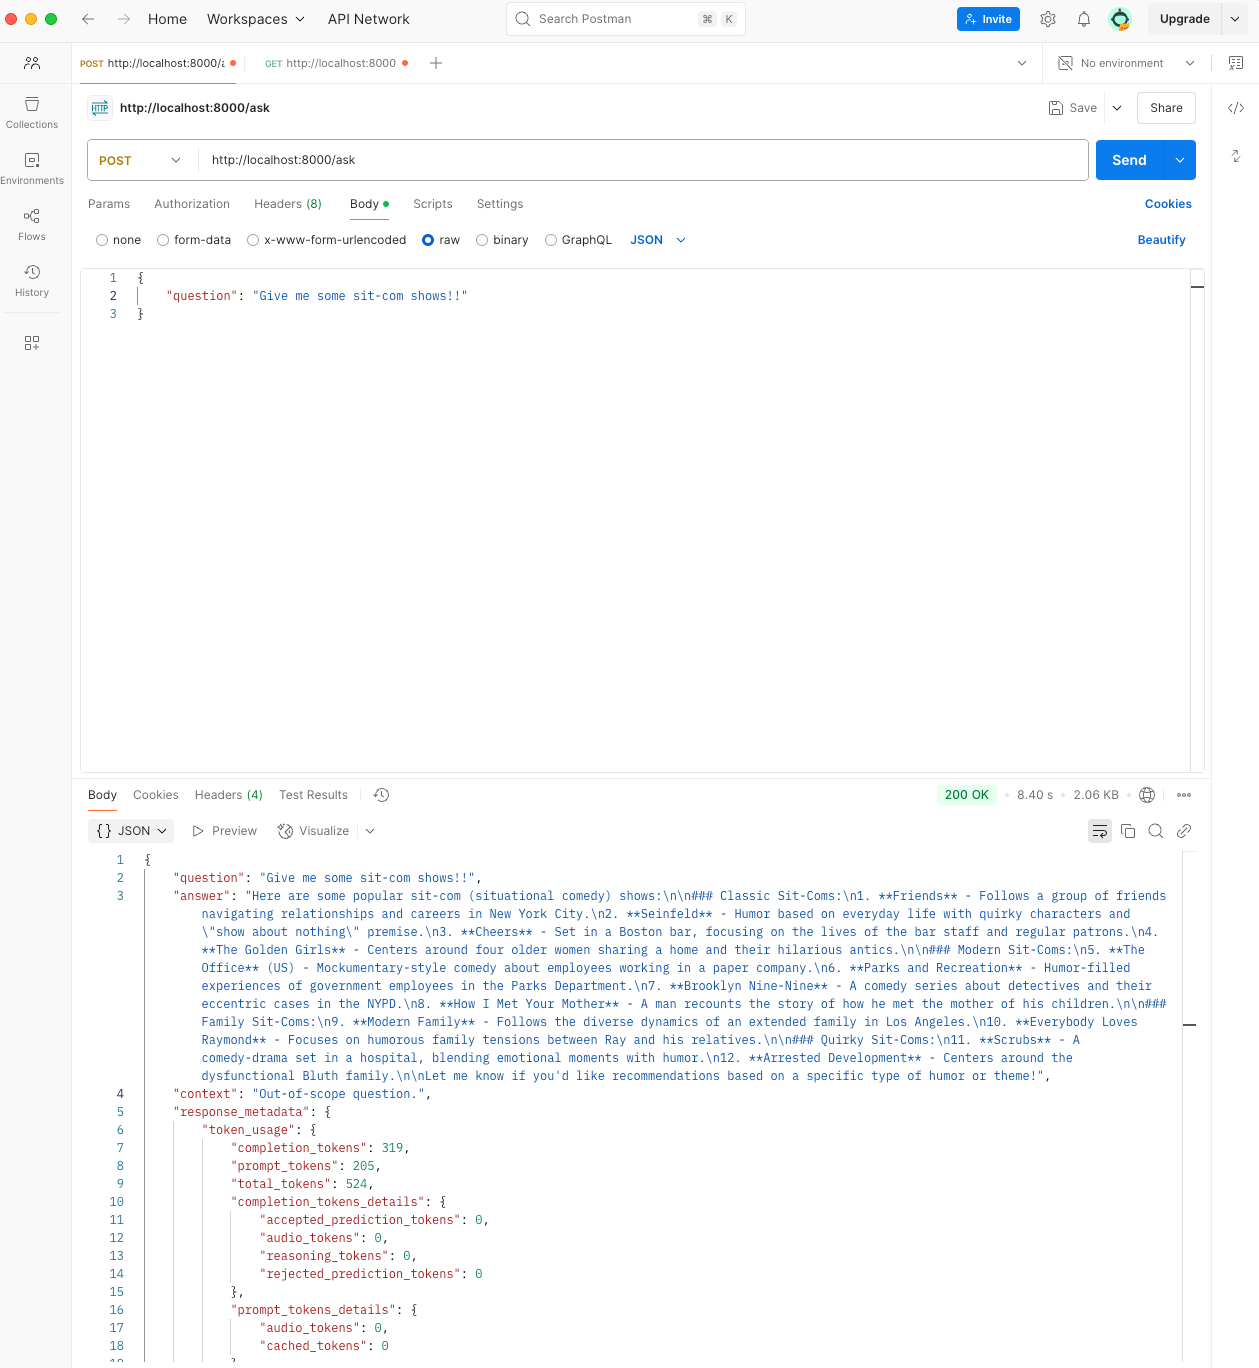 Home Workspaces API Network Search Postman ⌘ K Invite Upgrade
POST http://localhost:8000/a GET http://localhost:8000 No environment
Collections
Environments
Flows
History
HTTP http://localhost:8000/ask Save Share
POST http://localhost:8000/ask Send
Params Authorization Headers (8) Body Scripts Settings Cookies
none form-data x-www-form-urlencoded raw binary GraphQL JSON Beautify
1 {
2 "question": "Give me some sit-com shows!!"
3 }
Body Cookies Headers (4) Test Results 200 OK 8.40 s 2.06 KB
{} JSON Preview Visualize
1 {
2 "question": "Give me some sit-com shows!!",
3 "answer": "Here are some popular sit-com (situational comedy) shows:\n\n### Classic Sit-Coms:\n1. **Friends** - Follows a group of friends
navigating relationships and careers in New York City.\n2. **Seinfeld** - Humor based on everyday life with quirky characters and
\"show about nothing\" premise.\n3. **Cheers** - Set in a Boston bar, focusing on the lives of the bar staff and regular patrons.\n4.
**The Golden Girls** - Centers around four older women sharing a home and their hilarious antics.\n\n### Modern Sit-Coms:\n5. **The
Office** (US) - Mockumentary-style comedy about employees working in a paper company.\n6. **Parks and Recreation** - Humor-filled
experiences of government employees in the Parks Department.\n7. **Brooklyn Nine-Nine** - A comedy series about detectives and their
eccentric cases in the NYPD.\n8. **How I Met Your Mother** - A man recounts the story of how he met the mother of his children.\n\n###
Family Sit-Coms:\n9. **Modern Family** - Follows the diverse dynamics of an extended family in Los Angeles.\n10. **Everybody Loves
Raymond** - Focuses on humorous family tensions between Ray and his relatives.\n\n### Quirky Sit-Coms:\n11. **Scrubs** - A
comedy-drama set in a hospital, blending emotional moments with humor.\n12. **Arrested Development** - Centers around the
dysfunctional Bluth family.\n\nLet me know if you'd like recommendations based on a specific type of humor or theme!",
4 "context": "Out-of-scope question.",
5 "response_metadata": {
6 "token_usage": {
7 "completion_tokens": 319,
8 "prompt_tokens": 205,
9 "total_tokens": 524,
10 "completion_tokens_details": {
11 "accepted_prediction_tokens": 0,
12 "audio_tokens": 0,
13 "reasoning_tokens": 0,
14 "rejected_prediction_tokens": 0
15 },
16 "prompt_tokens_details": {
17 "audio_tokens": 0,
18 "cached_tokens": 0